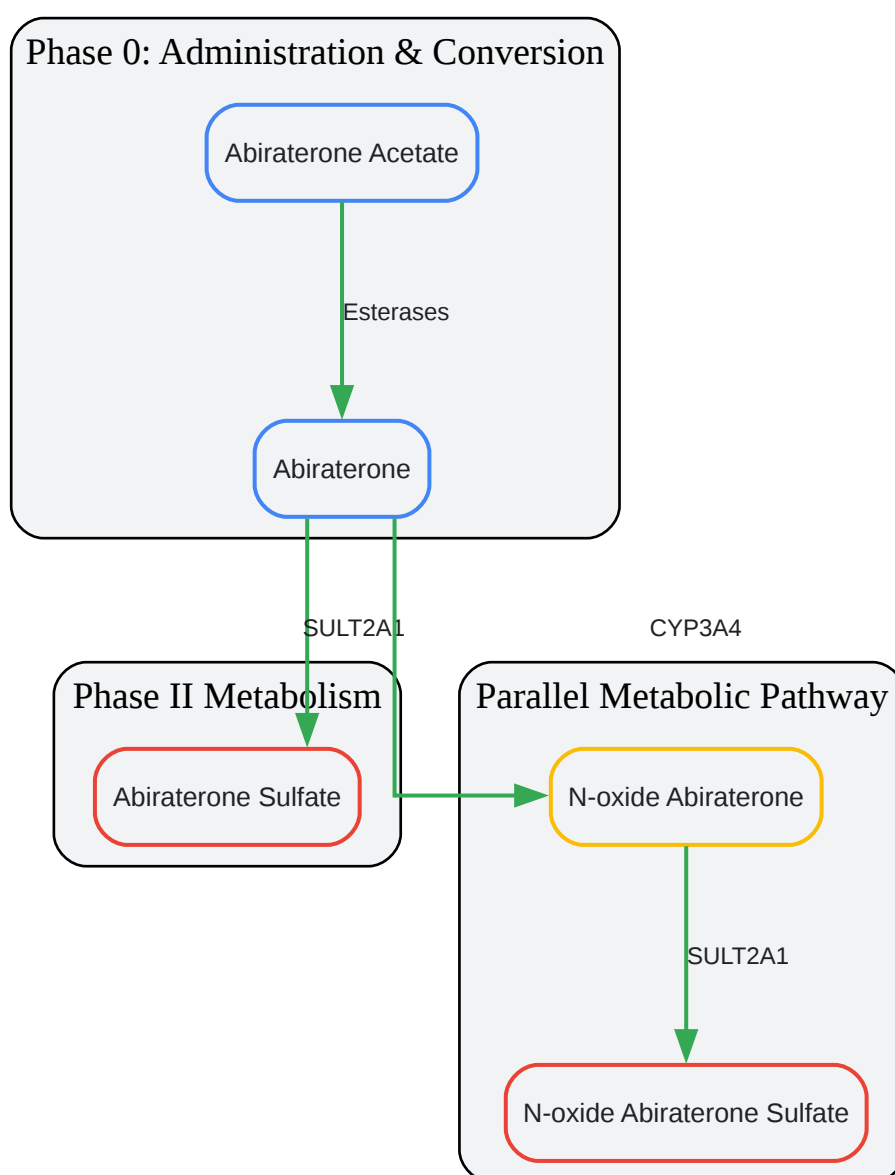 Phase 0: Administration & Conversion
Abiraterone Acetate
Esterases
Abiraterone
SULT2A1
CYP3A4
Phase II Metabolism
Parallel Metabolic Pathway
Abiraterone Sulfate
N-oxide Abiraterone
SULT2A1
N-oxide Abiraterone Sulfate